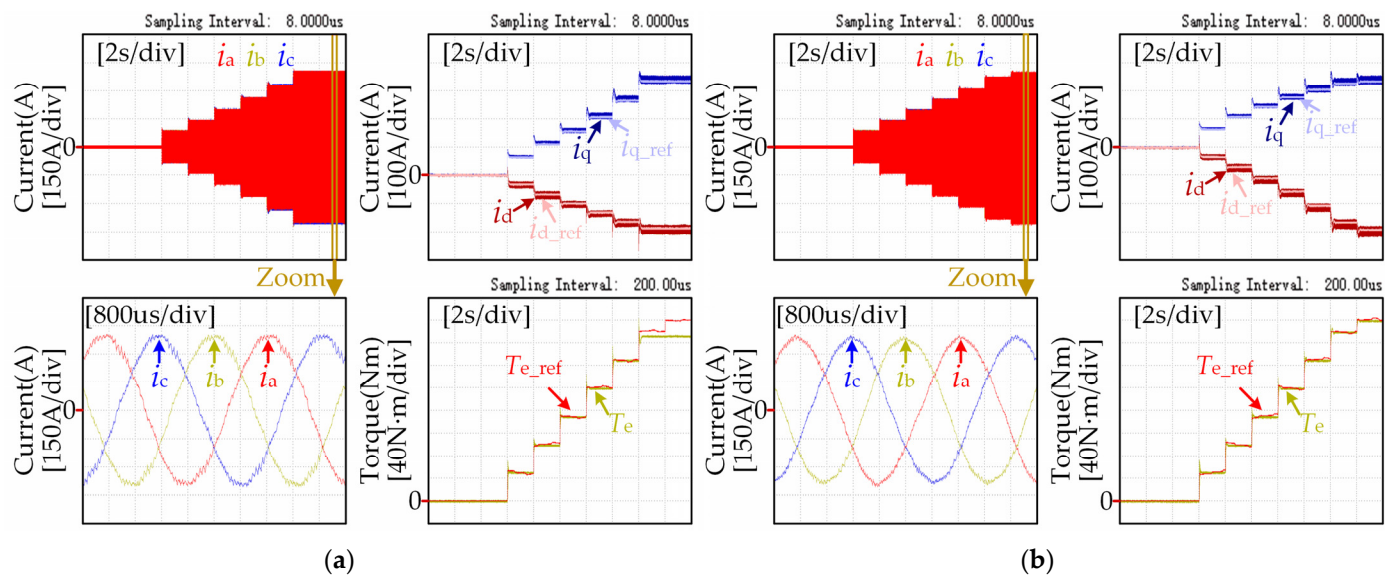 Sampling Interval: 8.0000us
[2s/div] ia ib ic
Current(A)
[150A/div]
0
Zoom
Sampling Interval: 8.0000us
[2s/div]
Current(A)
[100A/div]
0
iq iq_ref
id id_ref
[800us/div]
Current(A)
[150A/div]
0
ic ib ia
Sampling Interval: 200.00us
[2s/div]
Torque(Nm)
[40N·m/div]
0
Te_ref
Te
(a)
Sampling Interval: 8.0000us
[2s/div] ia ib ic
Current(A)
[150A/div]
0
Zoom
Sampling Interval: 8.0000us
[2s/div]
Current(A)
[100A/div]
0
iq iq_ref
id id_ref
[800us/div]
Current(A)
[150A/div]
0
ic ib ia
Sampling Interval: 200.00us
[2s/div]
Torque(Nm)
[40N·m/div]
0
Te_ref
Te
(b)